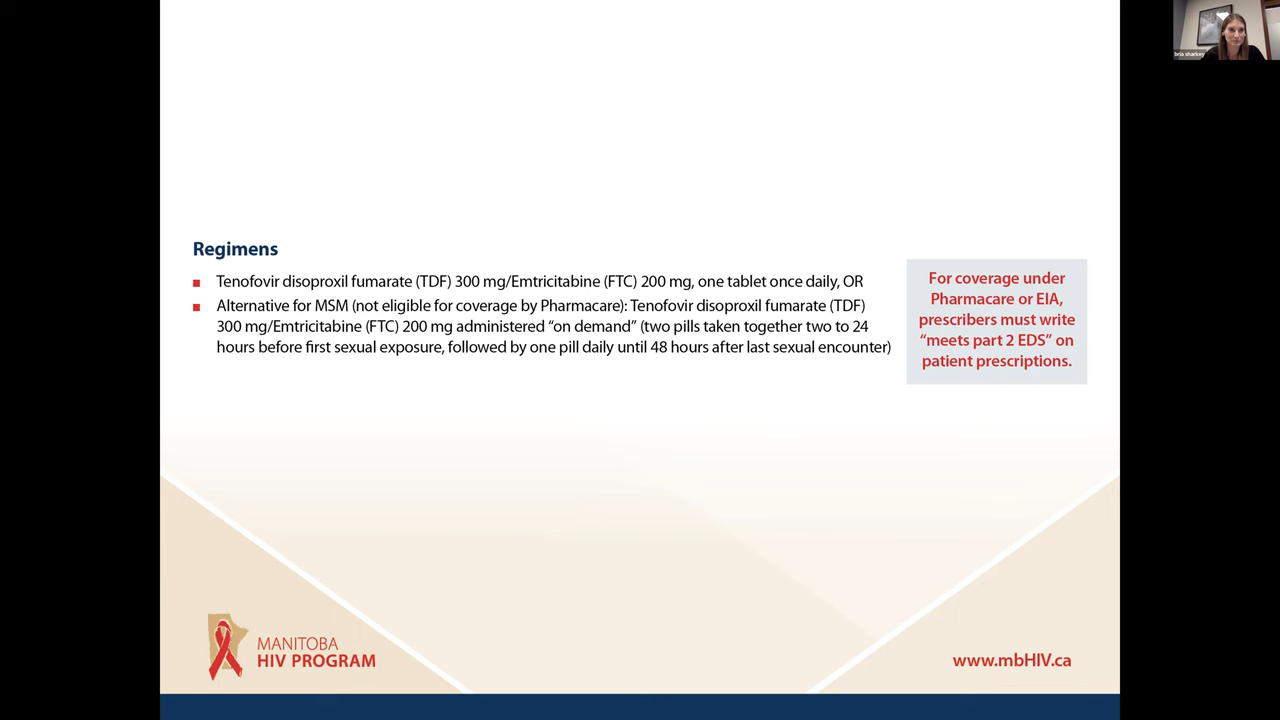 bria sharkey
Regimens
Tenofovir disoproxil fumarate (TDF) 300 mg/Emtricitabine (FTC) 200 mg, one tablet once daily, OR
Alternative for MSM (not eligible for coverage by Pharmacare): Tenofovir disoproxil fumarate (TDF)
300 mg/Emtricitabine (FTC) 200 mg administered “on demand” (two pills taken together two to 24
hours before first sexual exposure, followed by one pill daily until 48 hours after last sexual encounter)
For coverage under
Pharmacare or EIA,
prescribers must write
“meets part 2 EDS” on
patient prescriptions.
MANITOBA
HIV PROGRAM
www.mbHIV.ca